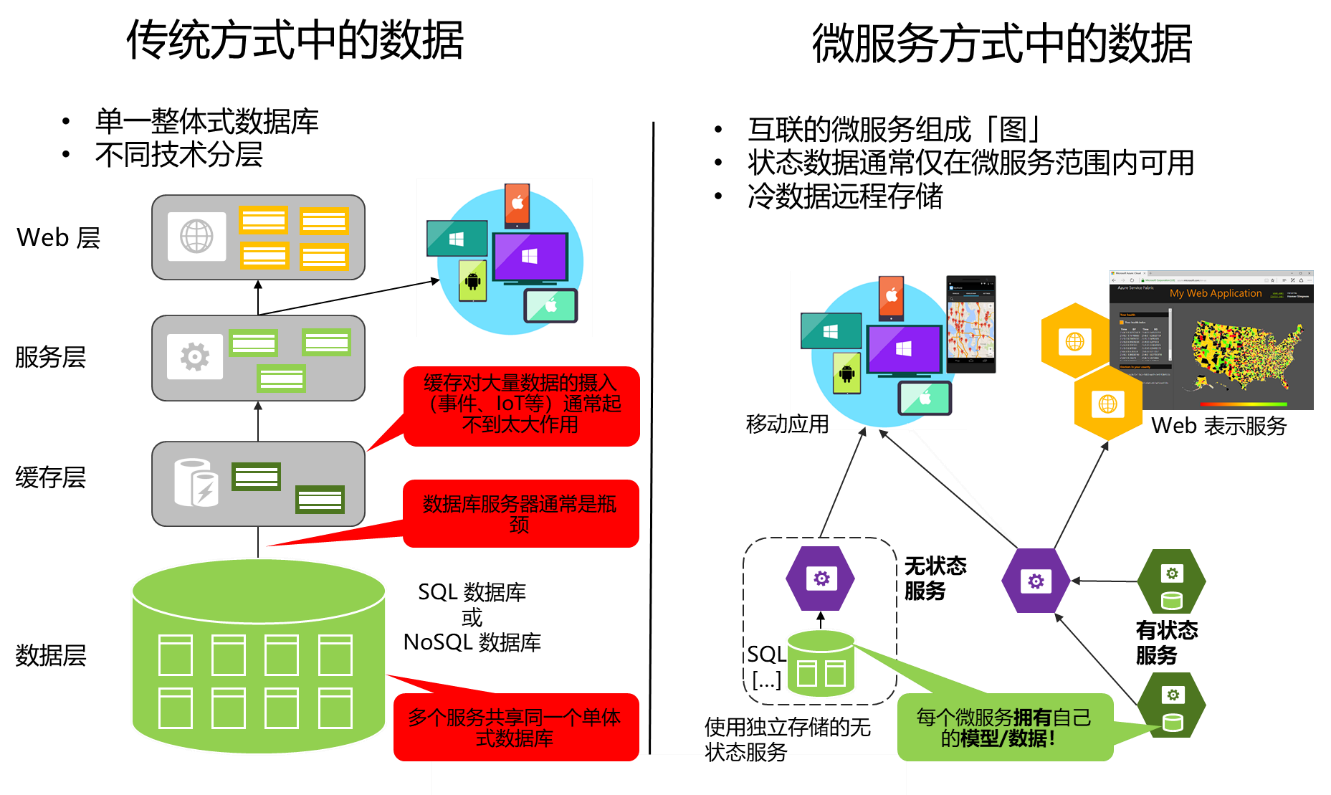 传统方式中的数据
• 单一整体式数据库
• 不同技术分层
Web 层
服务层
缓存层
数据层
缓存对大量数据的摄入
（事件、IoT等）通常起
不到太大作用
数据库服务器通常是瓶
颈
SQL 数据库
或
NoSQL 数据库
多个服务共享同一个单体
式数据库
微服务方式中的数据
• 互联的微服务组成「图」
• 状态数据通常仅在微服务范围内可用
• 冷数据远程存储
My Web Application
移动应用
Web 表示服务
无状态
服务
有状态
服务
SQL
[...]
使用独立存储的无
状态服务
每个微服务拥有自己
的模型/数据！